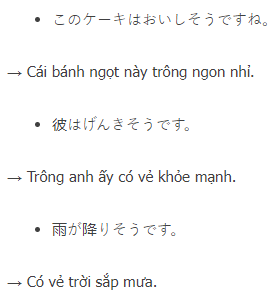 • このケーキはおいしそうですね。
→ Cái bánh ngọt này trông ngon nhỉ.
• 彼はげんきそうです。
→ Trông anh ấy có vẻ khỏe mạnh.
• 雨が降りそうです。
→ Có vẻ trời sắp mưa.